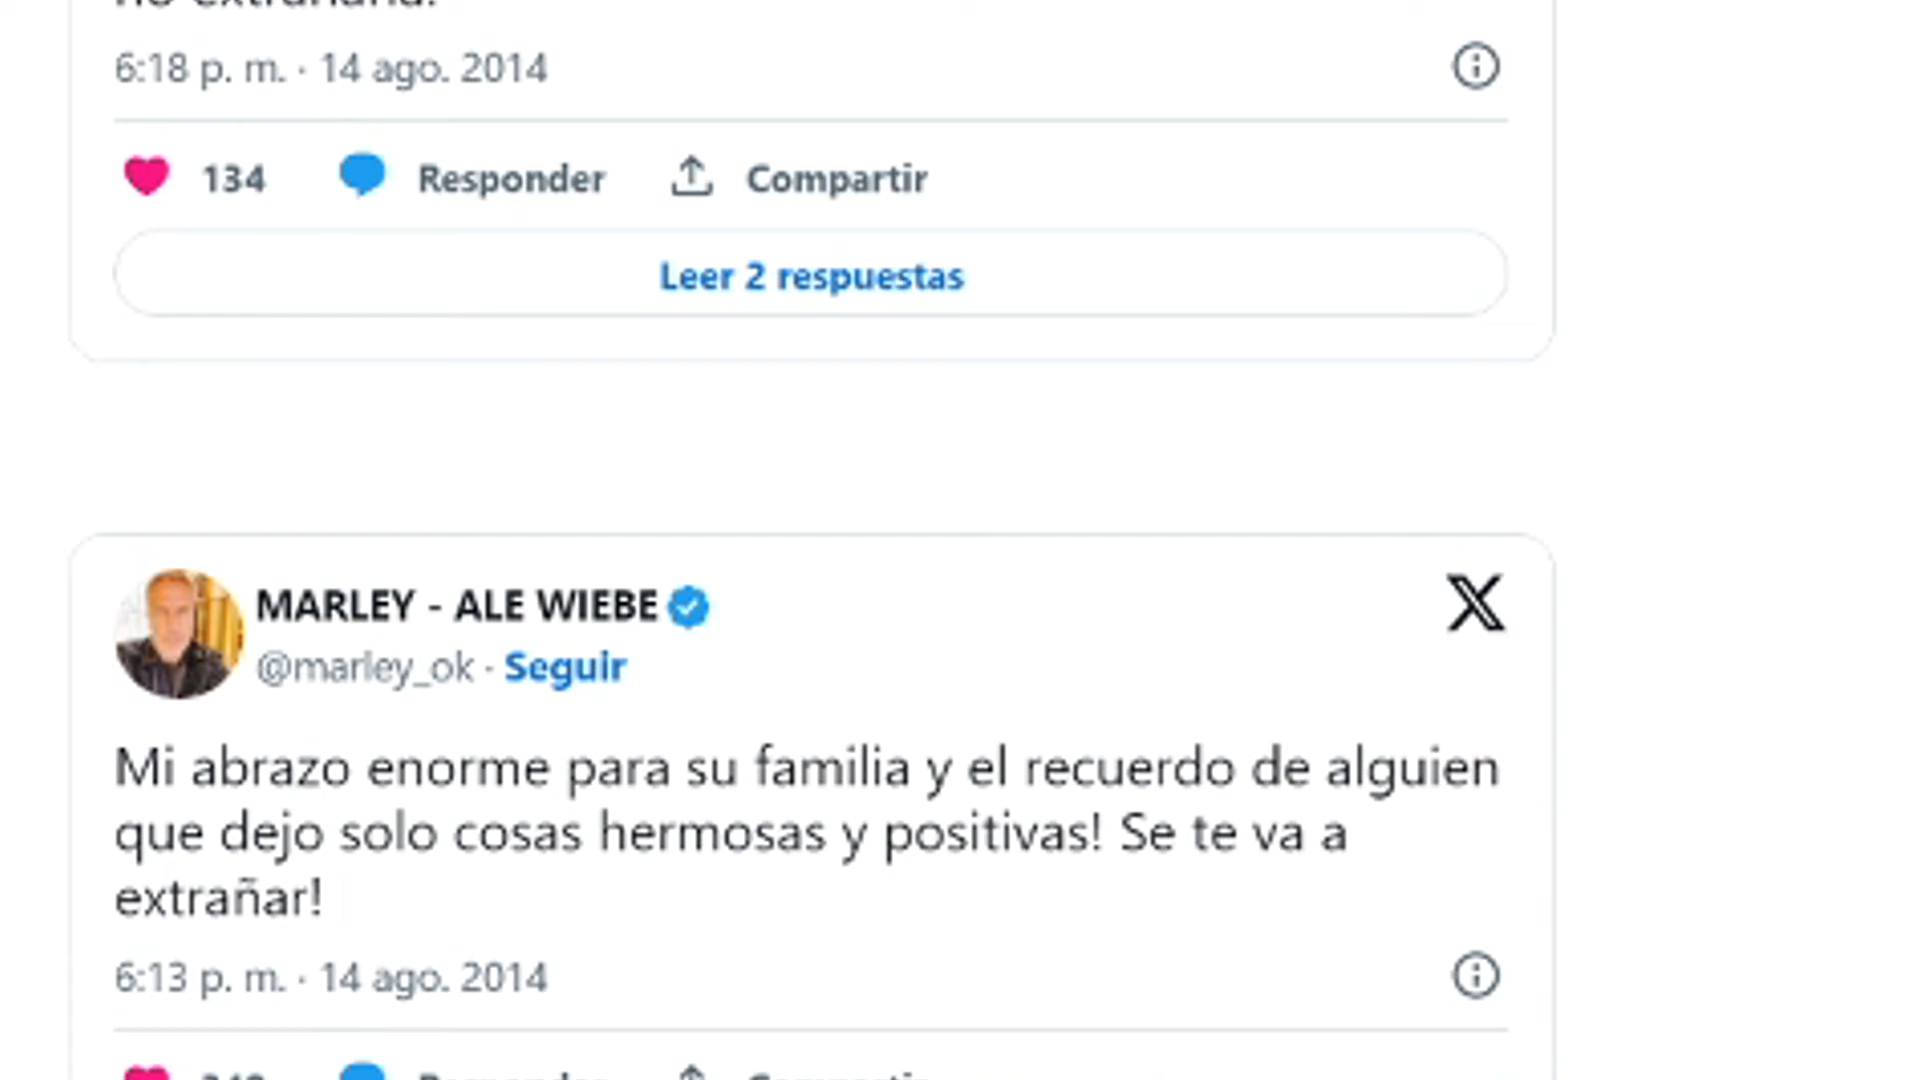 6:18 p. m. · 14 ago. 2014
134 Responder Compartir
Leer 2 respuestas
MARLEY - ALE WIEBE
@marley_ok · Seguir
Mi abrazo enorme para su familia y el recuerdo de alguien
que dejo solo cosas hermosas y positivas! Se te va a
extrañar!
6:13 p. m. · 14 ago. 2014